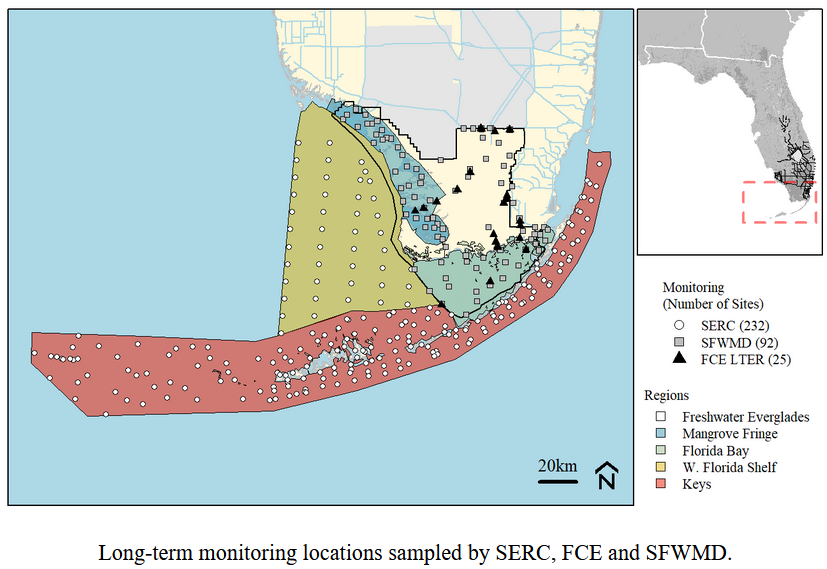 20km
N
Monitoring
(Number of Sites)
SERC (232)
SFWMD (92)
FCE LTER (25)
Regions
Freshwater Everglades
Mangrove Fringe
Florida Bay
W. Florida Shelf
Keys
Long-term monitoring locations sampled by SERC, FCE and SFWMD.